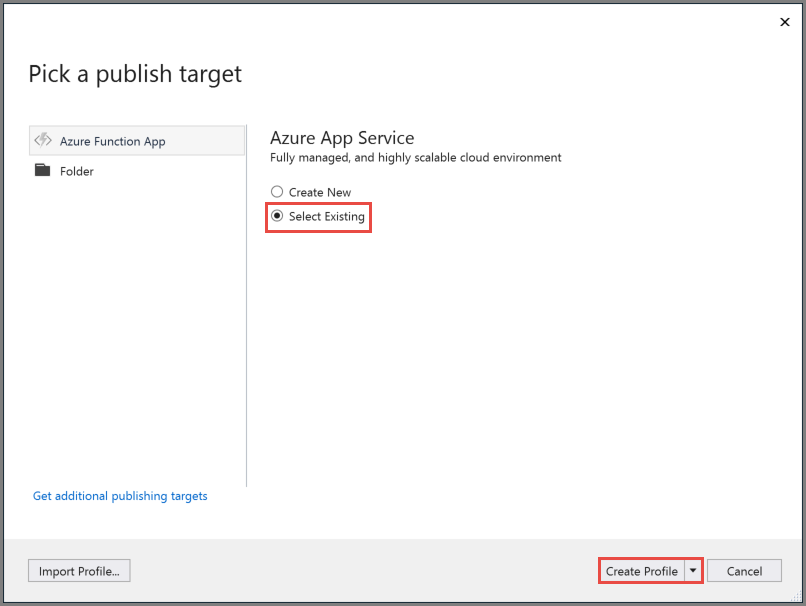 Pick a publish target
Azure Function App
Folder
Azure App Service
Fully managed, and highly scalable cloud environment
Create New
Select Existing
Get additional publishing targets
Import Profile...
Create Profile
Cancel